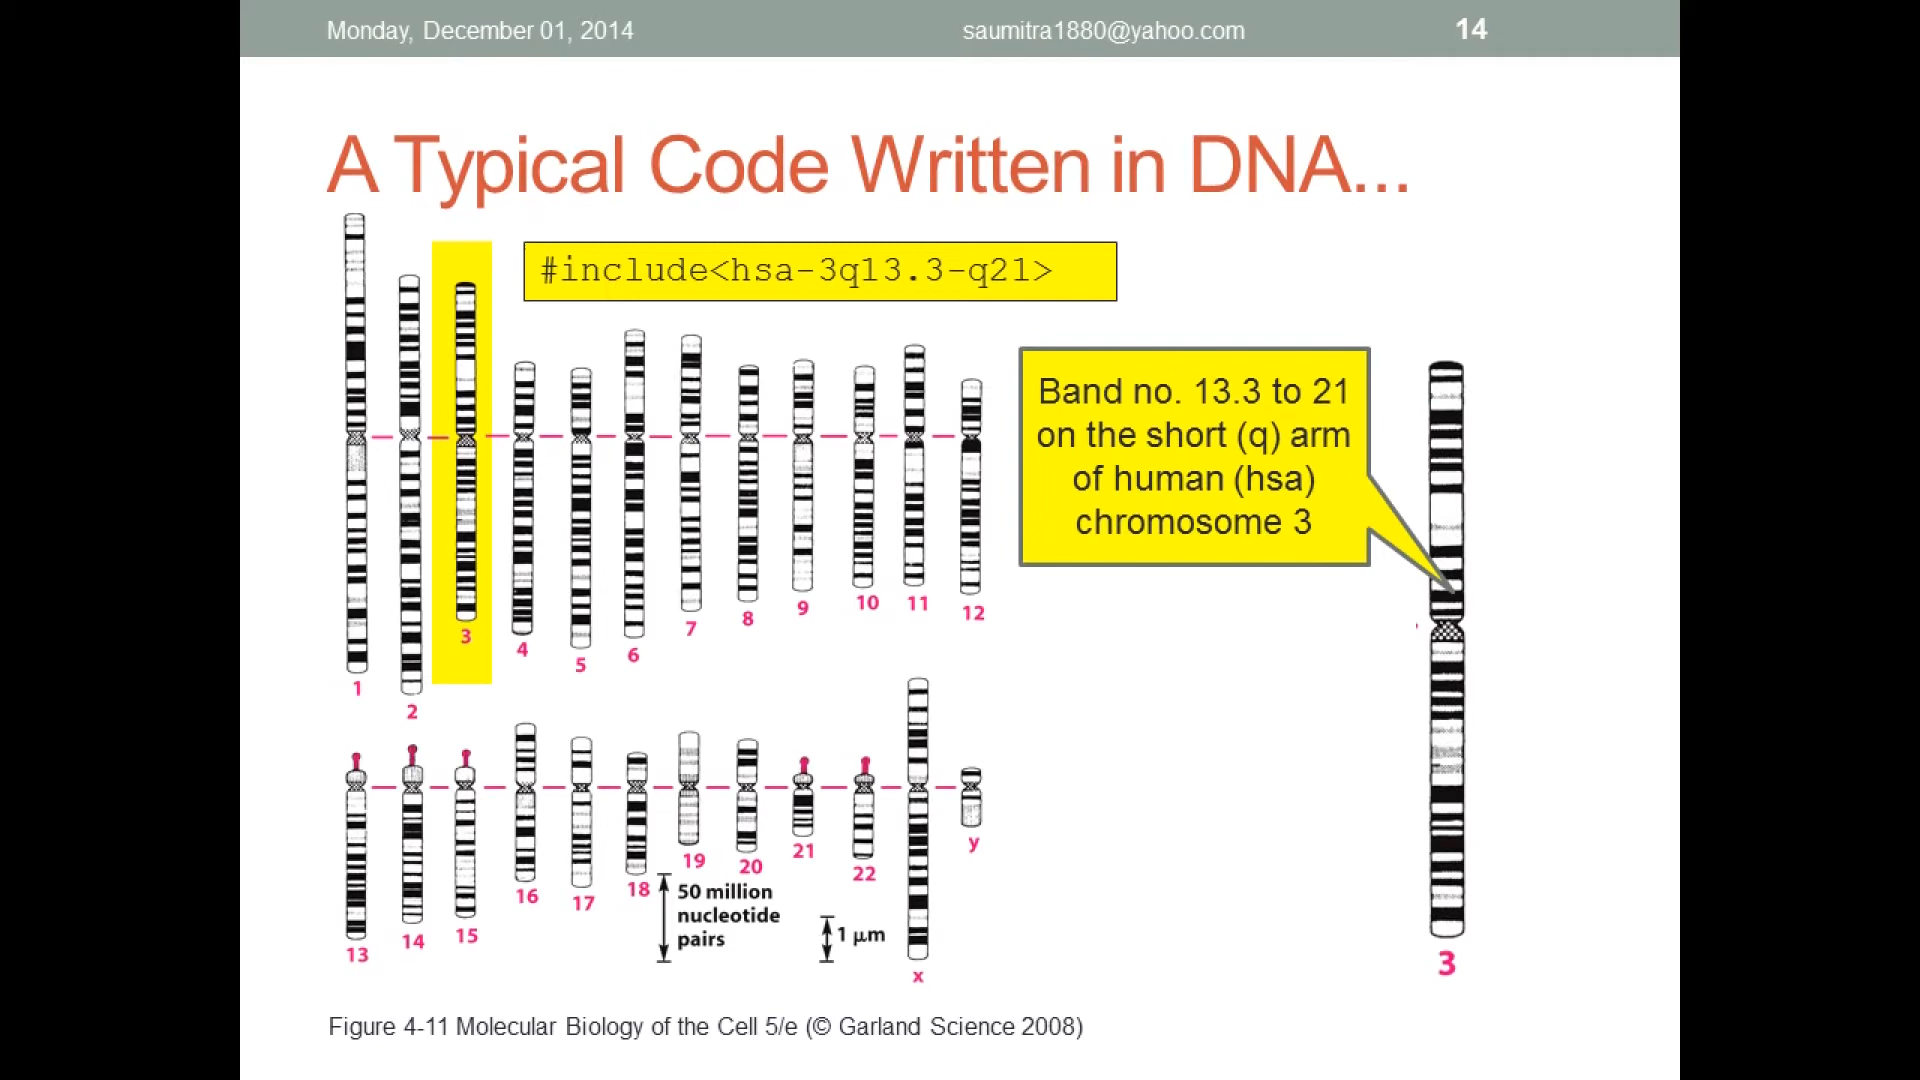 Monday, December 01, 2014
saumitra1880@yahoo.com
14
A Typical Code Written in DNA...
#include<hsa-3q13.3-q21>
Band no. 13.3 to 21
on the short (q) arm
of human (hsa)
chromosome 3
1
2
3
4
5
6
7
8
9
10
11
12
3
13
14
15
16
17
18
19
20
21
22
x
y
50 million
nucleotide
pairs
1 μm
Figure 4-11 Molecular Biology of the Cell 5/e (© Garland Science 2008)